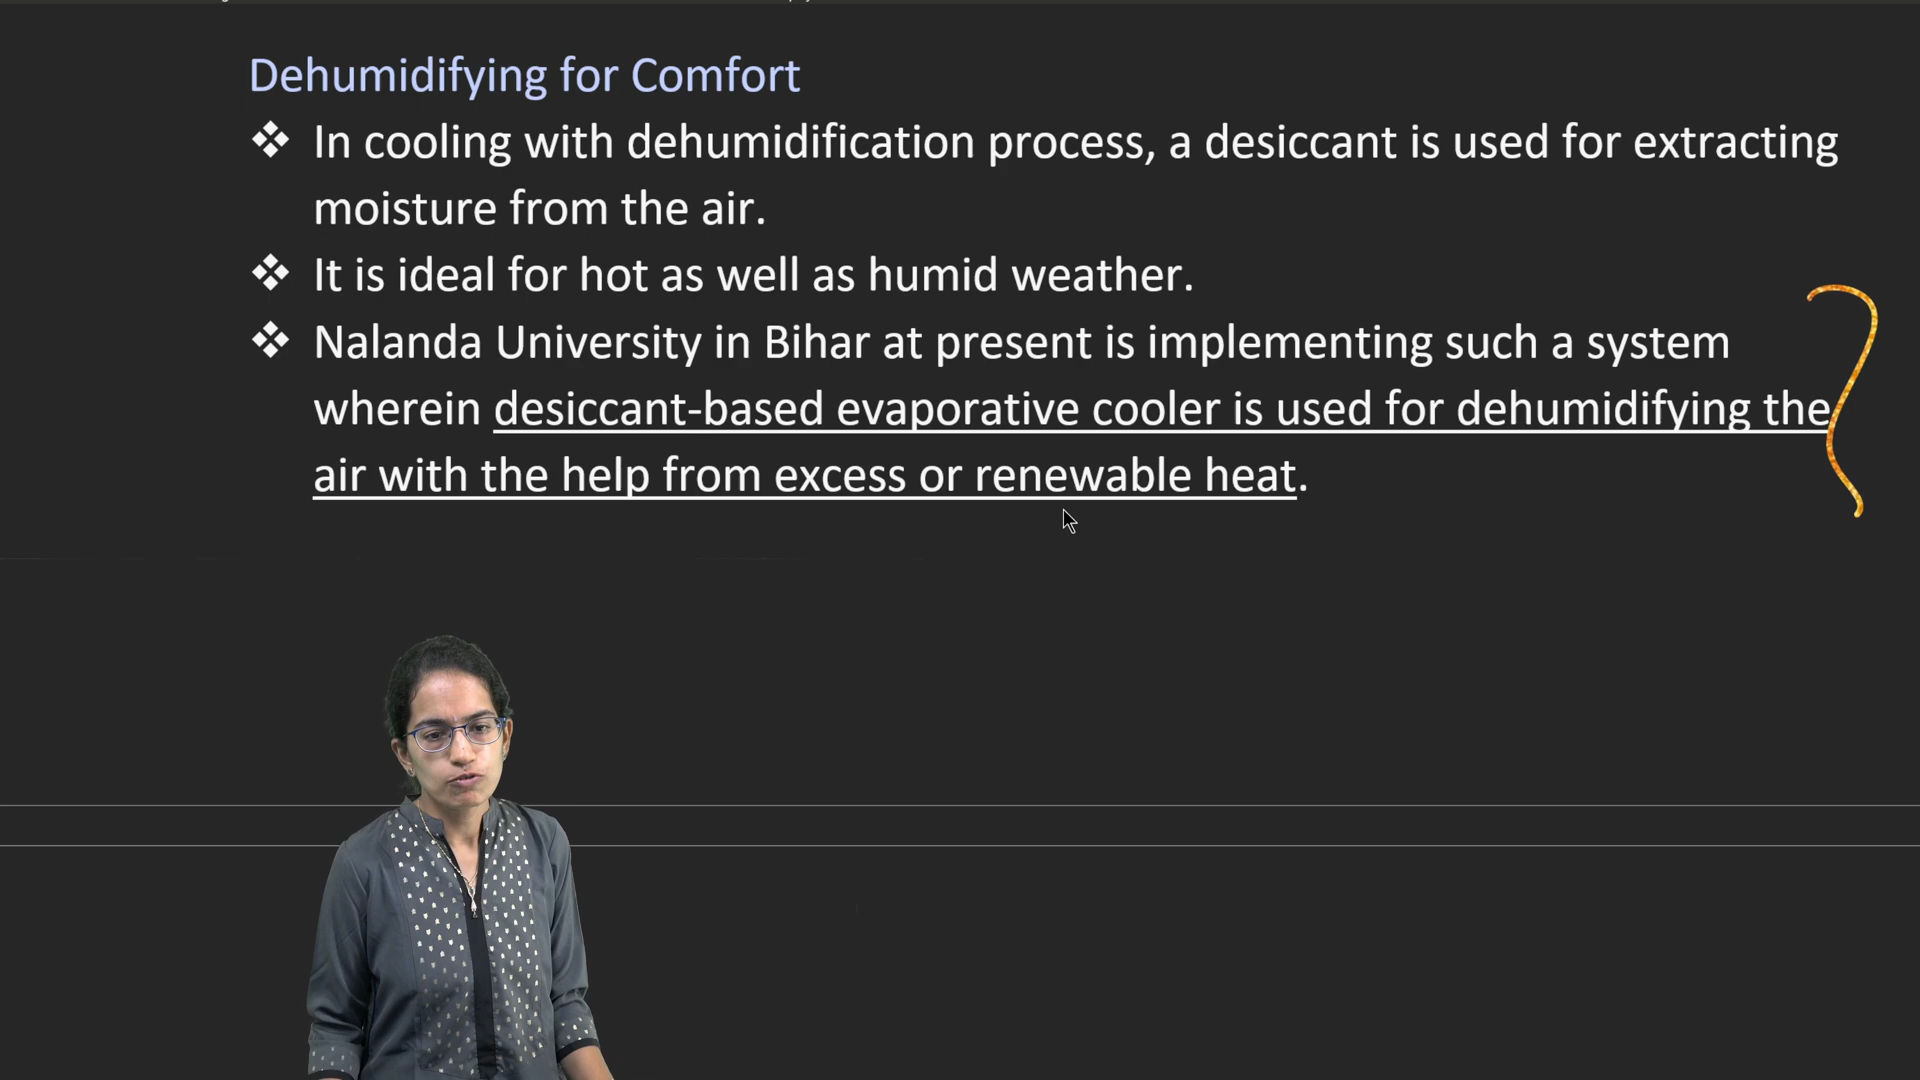 Dehumidifying for Comfort
❖ In cooling with dehumidification process, a desiccant is used for extracting
moisture from the air.
❖ It is ideal for hot as well as humid weather.
❖ Nalanda University in Bihar at present is implementing such a system
wherein desiccant-based evaporative cooler is used for dehumidifying the
air with the help from excess or renewable heat.